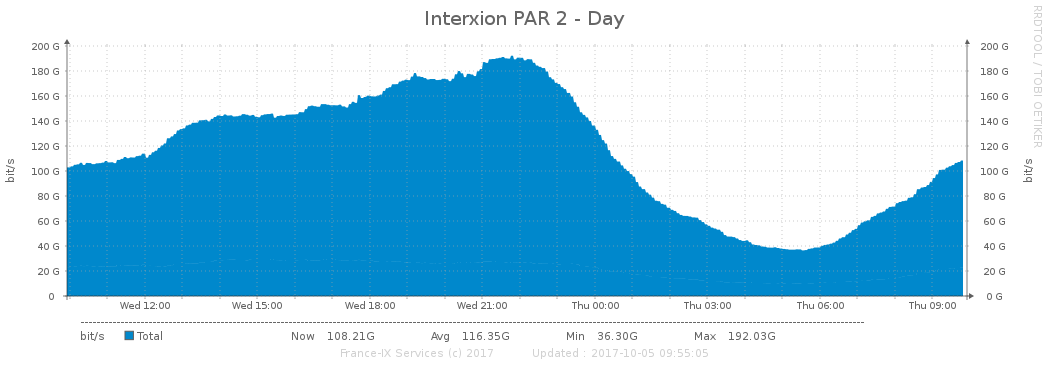 Interxion PAR 2 - Day
RRDTOOL / TOBI OETIKER
200 G 200 G
180 G 180 G
160 G 160 G
140 G 140 G
120 G 120 G
100 G 100 G
80 G 80 G
60 G 60 G
40 G 40 G
20 G 20 G
0 0 G
bit/s bit/s
Wed 12:00 Wed 15:00 Wed 18:00 Wed 21:00 Thu 00:00 Thu 03:00 Thu 06:00 Thu 09:00
bit/s Total Now 108.21G Avg 116.35G Min 36.30G Max 192.03G
France-IX Services (c) 2017 Updated : 2017-10-05 09:55:05